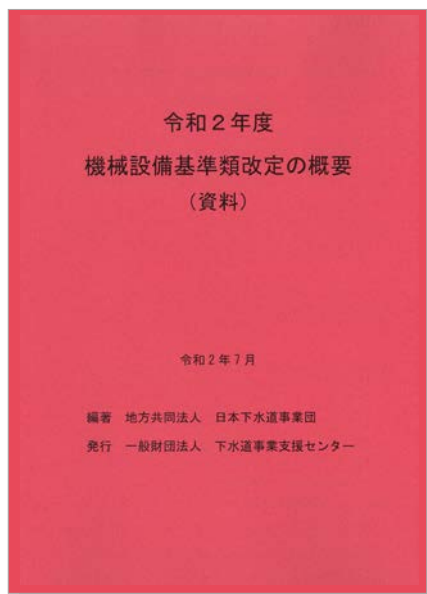 令和２年度
機械設備基準類改定の概要
（資料）
令和２年７月
編著　地方共同法人　日本下水道事業団
発行　一般財団法人　下水道事業支援センター